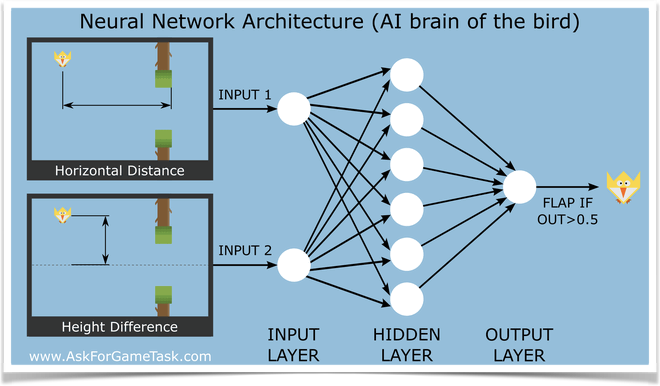 Neural Network Architecture (AI brain of the bird)
INPUT 1
Horizontal Distance
INPUT 2
Height Difference
FLAP IF
OUT>0.5
INPUT
LAYER
HIDDEN
LAYER
OUTPUT
LAYER
www.AskForGameTask.com